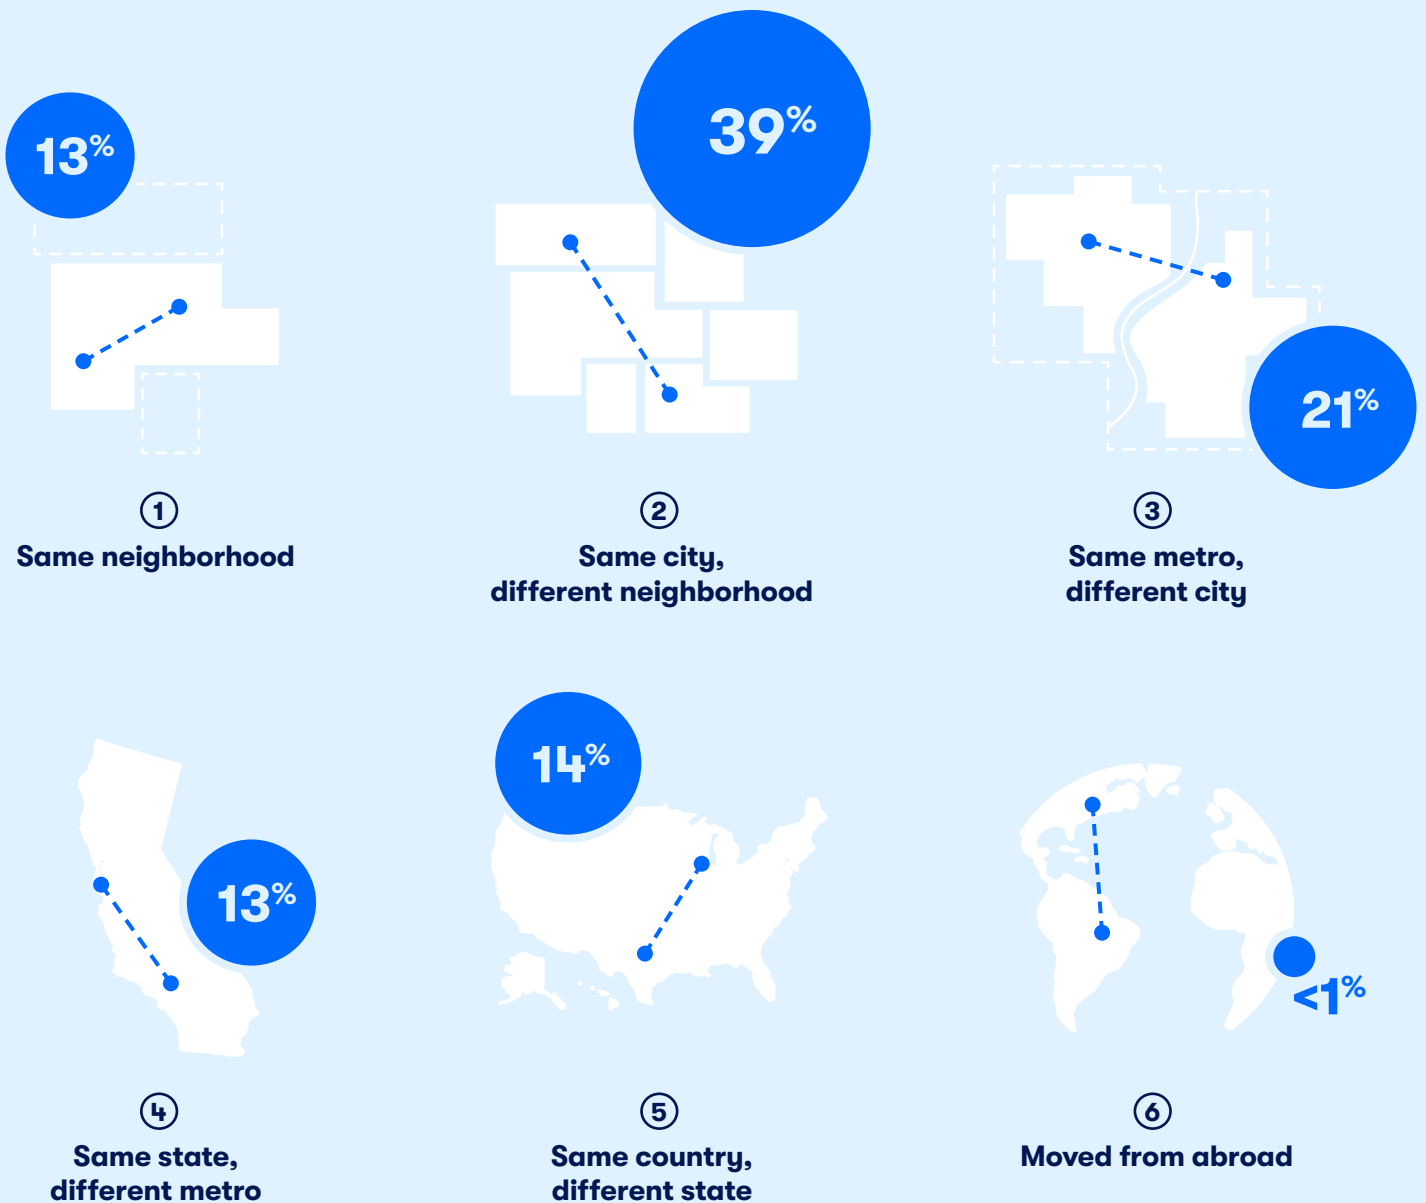 13%
39%
21%
1
Same neighborhood
2
Same city,
different neighborhood
3
Same metro,
different city
14%
13%
<1%
4
Same state,
different metro
5
Same country,
different state
6
Moved from abroad